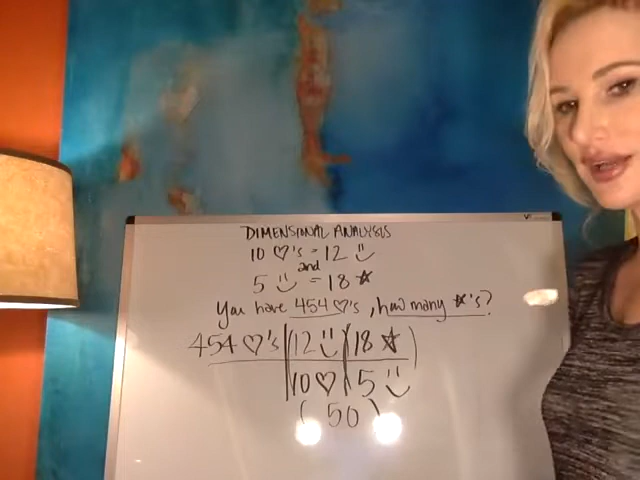 DIMENSIONAL ANALYSIS
10 ♡'s = 12 ☺
and
5 ☺ = 18 ☆
You have 454 ♡'s, how many ☆'s?
454 ♡'s | 12 ☺ | 18 ☆
10 ♡ | 5 ☺
( 50 )